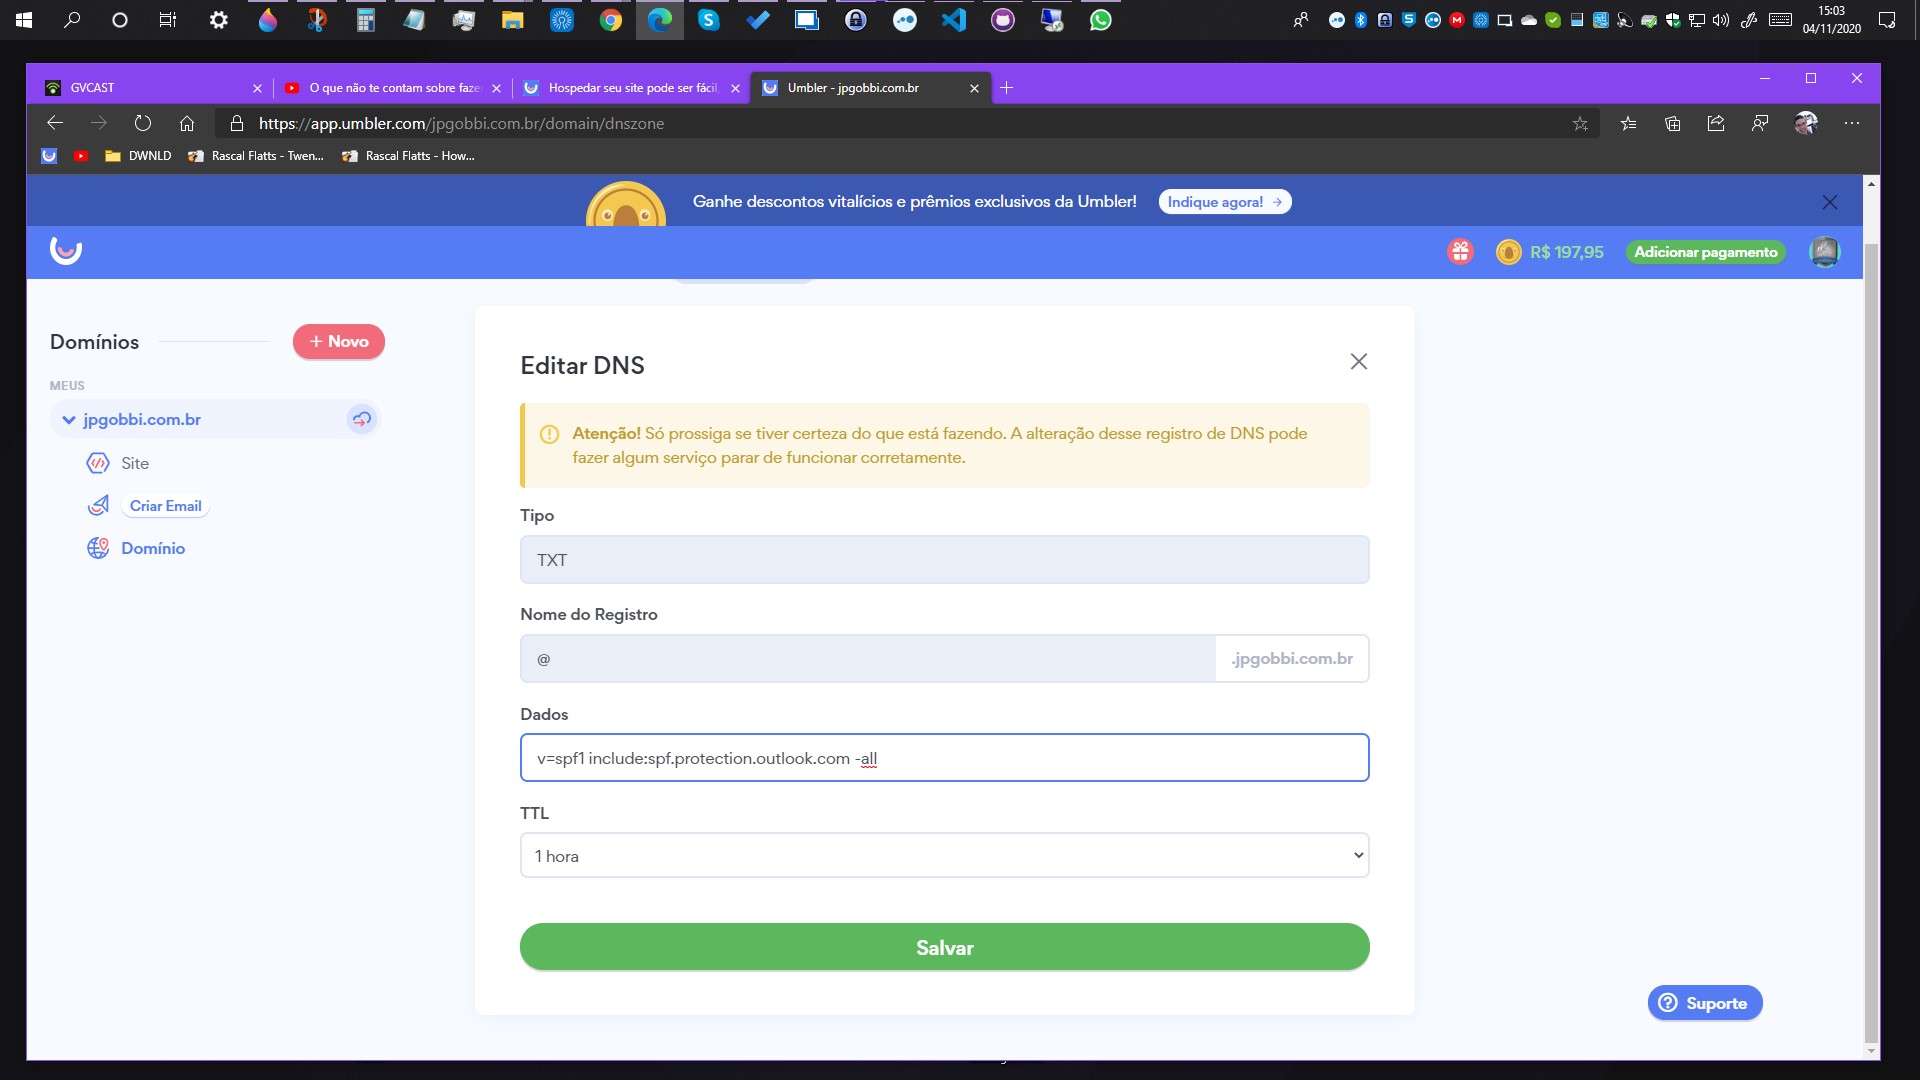 15:03
04/11/2020
GVCAST
O que não te contam sobre faze
Hospedar seu site pode ser fácil,
Umbler - jpgobbi.com.br
https://app.umbler.com/jpgobbi.com.br/domain/dnszone
DWNLD
Rascal Flatts - Twen...
Rascal Flatts - How...
Ganhe descontos vitalícios e prêmios exclusivos da Umbler!
Indique agora!
R$ 197,95
Adicionar pagamento
Domínios
+ Novo
MEUS
jpgobbi.com.br
Site
Criar Email
Domínio
Editar DNS
Atenção! Só prossiga se tiver certeza do que está fazendo. A alteração desse registro de DNS pode
fazer algum serviço parar de funcionar corretamente.
Tipo
TXT
Nome do Registro
@
.jpgobbi.com.br
Dados
v=spf1 include:spf.protection.outlook.com -all
TTL
1 hora
Salvar
Suporte